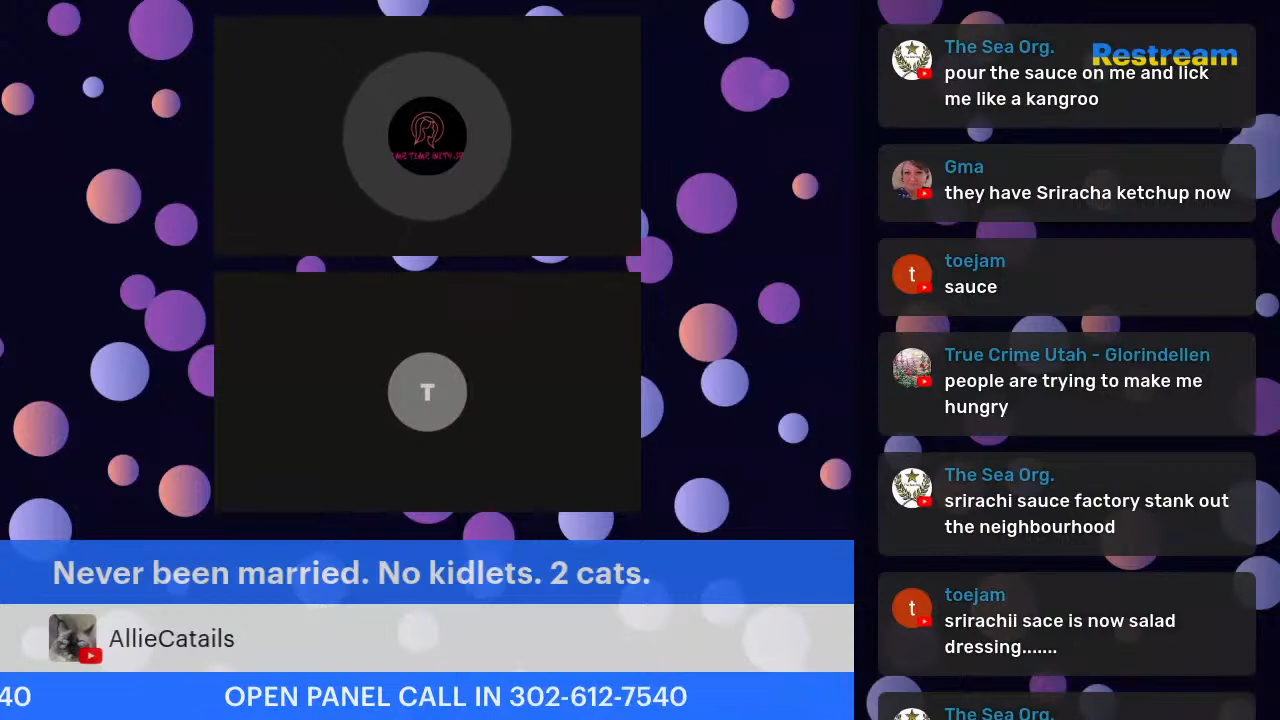 T
Never been married. No kidlets. 2 cats.
AllieCatails
40 OPEN PANEL CALL IN 302-612-7540
Restream
The Sea Org.
pour the sauce on me and lick
me like a kangroo
Gma
they have Sriracha ketchup now
t
toejam
sauce
True Crime Utah - Glorindellen
people are trying to make me
hungry
The Sea Org.
srirachi sauce factory stank out
the neighbourhood
t
toejam
srirachii sace is now salad
dressing.......
The Sea Org.